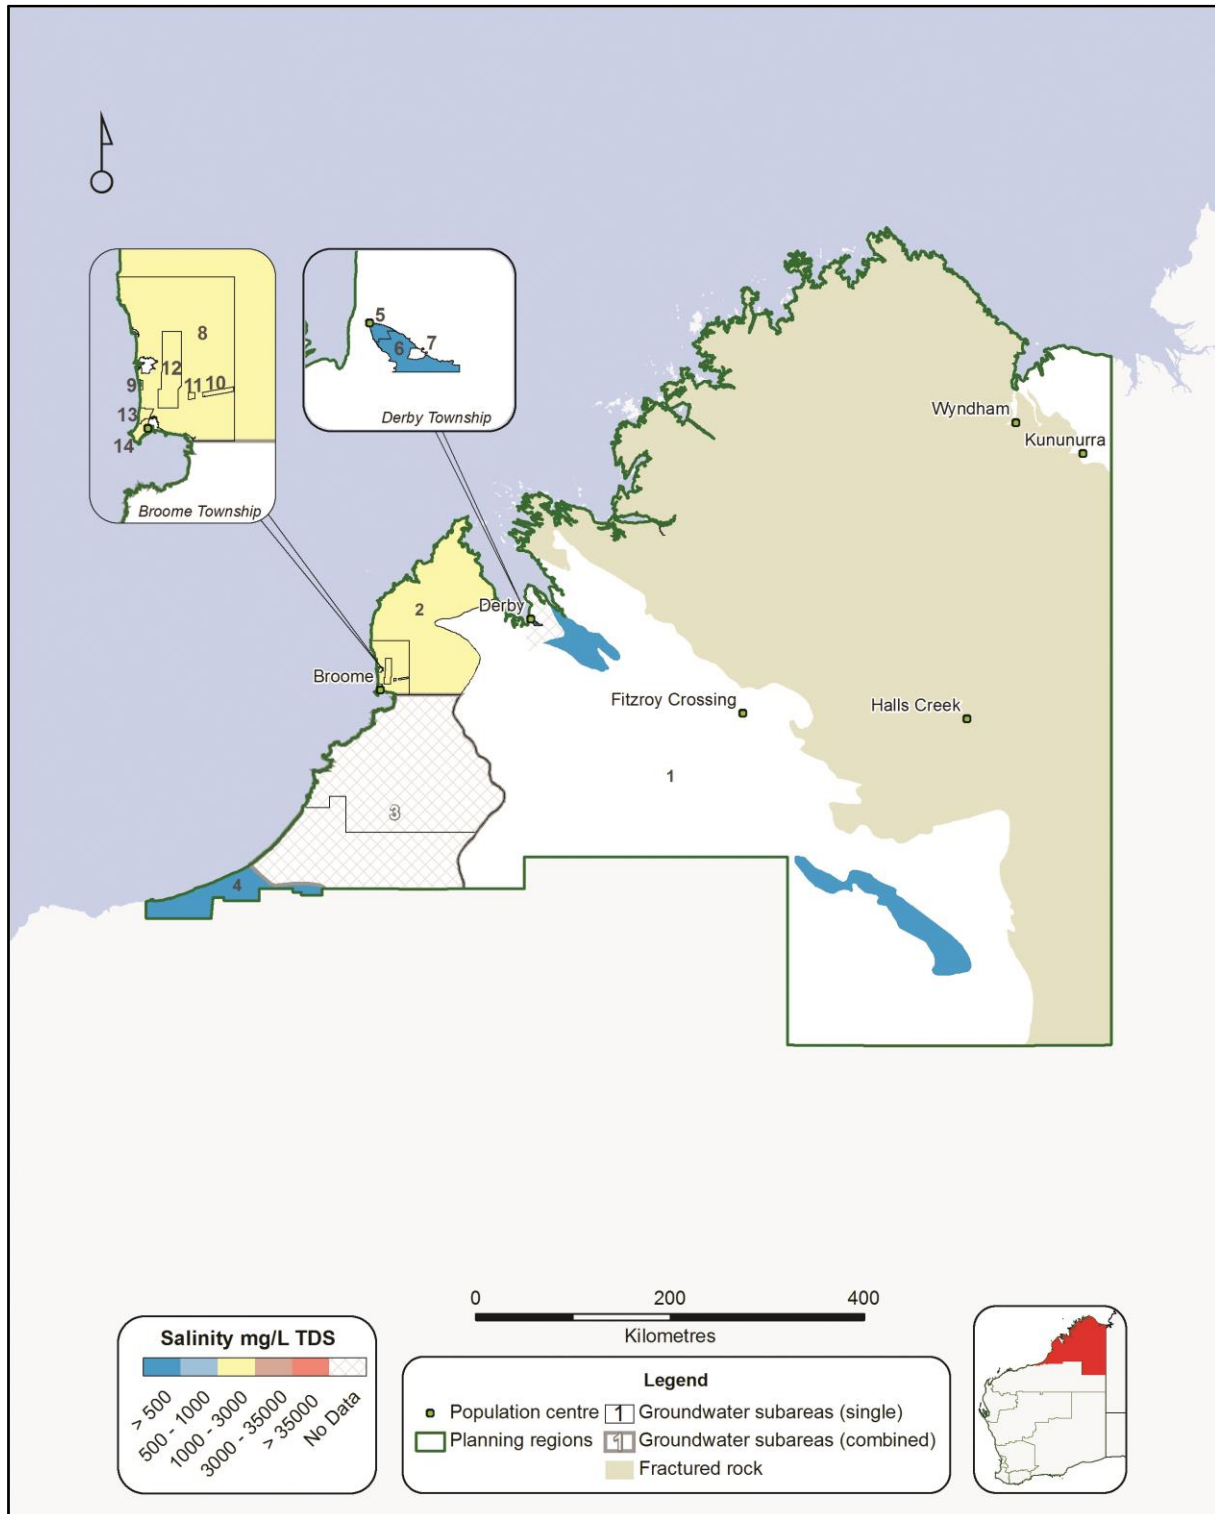 8
12
9
11 10
13
14
Broome Township
5
6
7
Derby Township
Wyndham
Kununurra
2
Derby
Broome
Fitzroy Crossing
Halls Creek
1
3
4
0 200 400
Kilometres
Salinity mg/L TDS
> 500
500 - 1000
1000 - 3000
3000 - 35000
> 35000
No Data
Legend
Population centre
1 Groundwater subareas (single)
Planning regions
1 Groundwater subareas (combined)
Fractured rock